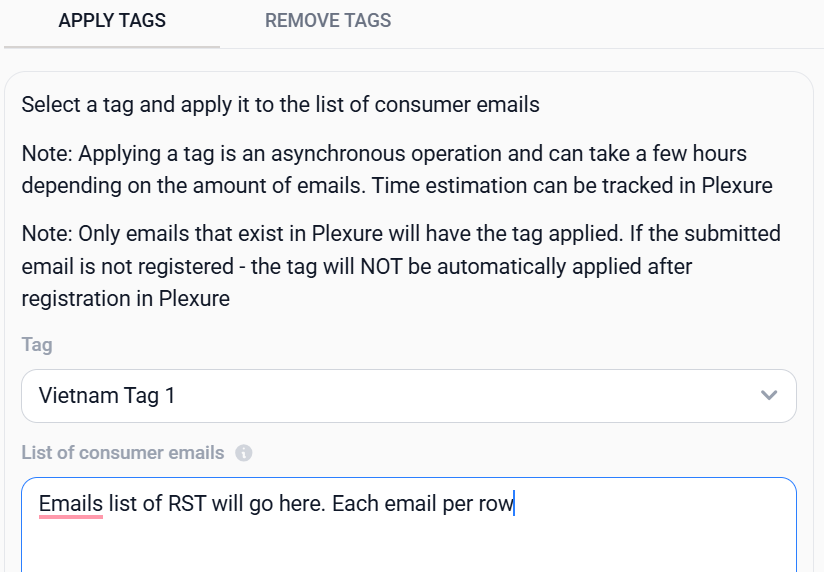 APPLY TAGS
REMOVE TAGS
Select a tag and apply it to the list of consumer emails
Note: Applying a tag is an asynchronous operation and can take a few hours
depending on the amount of emails. Time estimation can be tracked in Plexure
Note: Only emails that exist in Plexure will have the tag applied. If the submitted
email is not registered - the tag will NOT be automatically applied after
registration in Plexure
Tag
Vietnam Tag 1
List of consumer emails
Emails list of RST will go here. Each email per row